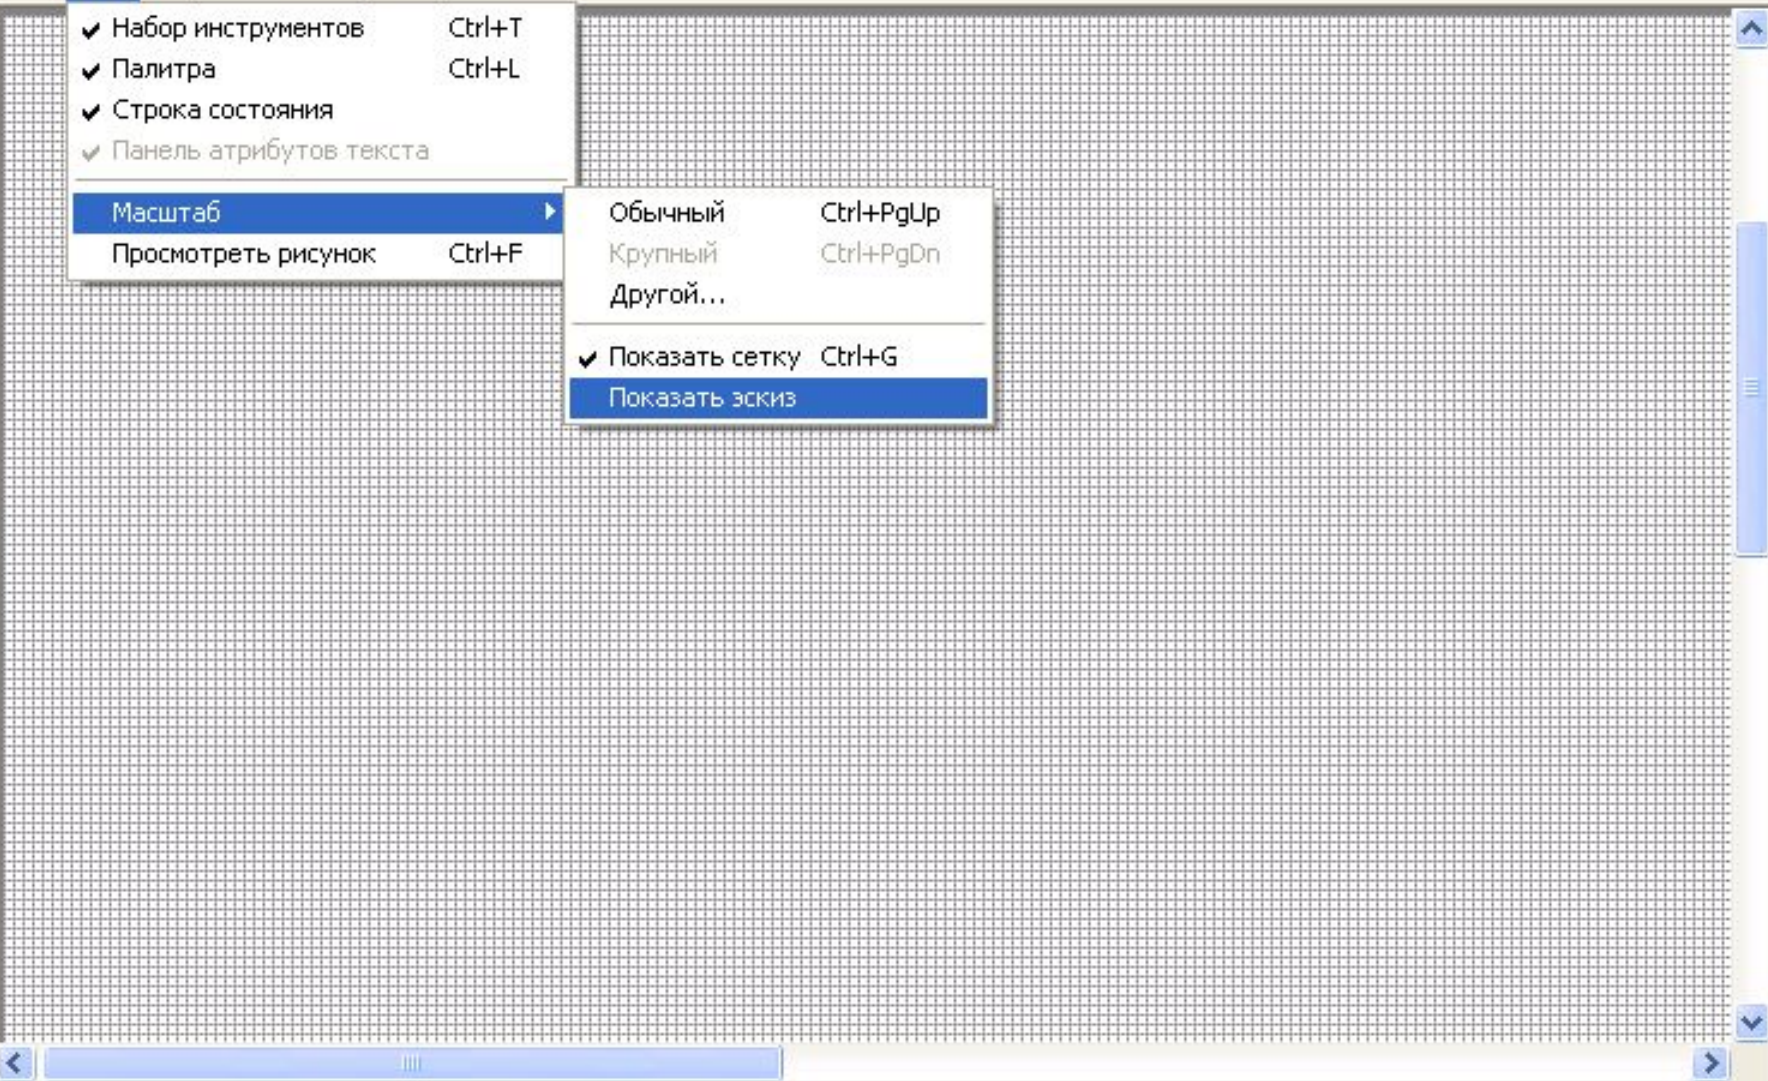 Набор инструментов Ctrl+T
Палитра Ctrl+L
Строка состояния
Панель атрибутов текста
Масштаб
Просмотреть рисунок Ctrl+F
Обычный Ctrl+PgUp
Крупный Ctrl+PgDn
Другой...
Показать сетку Ctrl+G
Показать эскиз